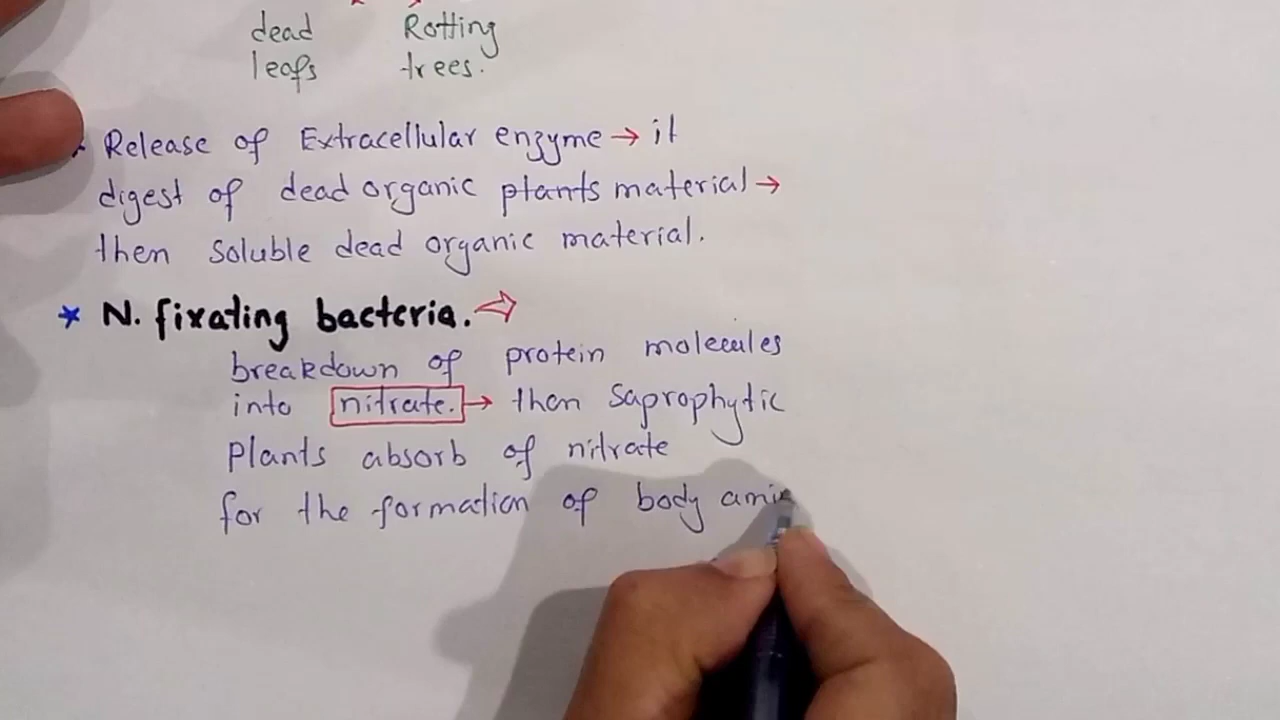 dead Rotting
leafs trees.
Release of Extracellular enzyme → it
digest of dead organic plants material →
then soluble dead organic material.
* N. fixating bacteria. ⇨
breakdown of protein molecules
into nitrate. → then Saprophytic
plants absorb of nitrate
for the formation of body ami